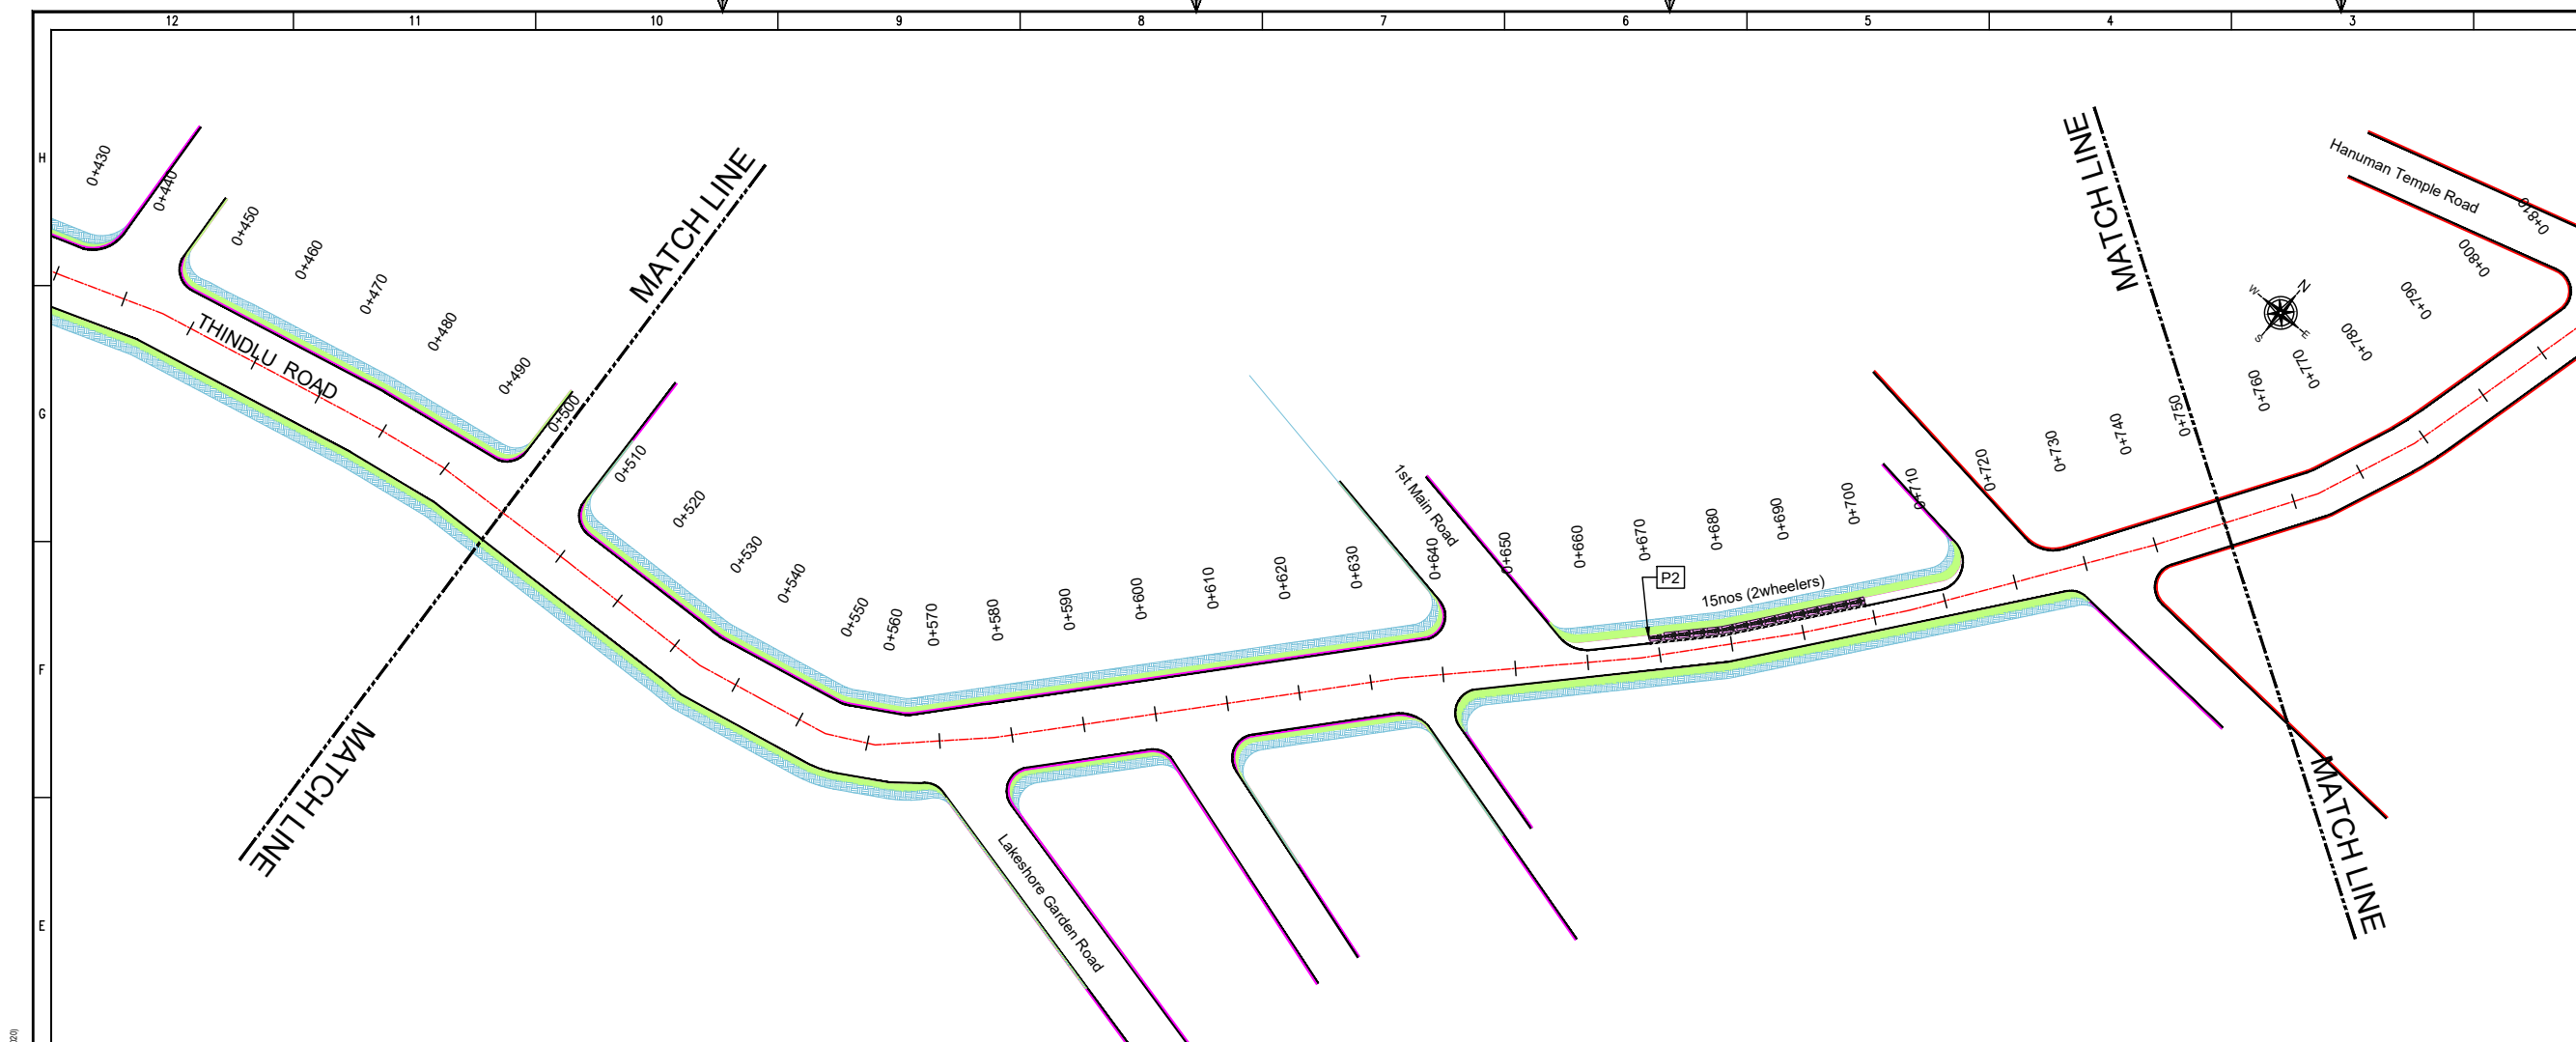 12 11 10 9 8 7 6 5 4 3
H
G
F
E
0+430
0+440
0+450
0+460
0+470
0+480
0+490
0+500
THINDLU ROAD
MATCH LINE
MATCH LINE
0+510
0+520
0+530
0+540
0+550
0+560
0+570
0+580
0+590
0+600
0+610
0+620
0+630
0+640
1st Main Road
0+650
0+660
0+670
0+680
0+690
0+700
0+710
P2
15nos (2wheelers)
Lakeshore Garden Road
0+720
0+730
0+740
0+750
MATCH LINE
MATCH LINE
0+760
0+770
0+780
0+790
0+800
0+810
Hanuman Temple Road
N
W
E
S
020)